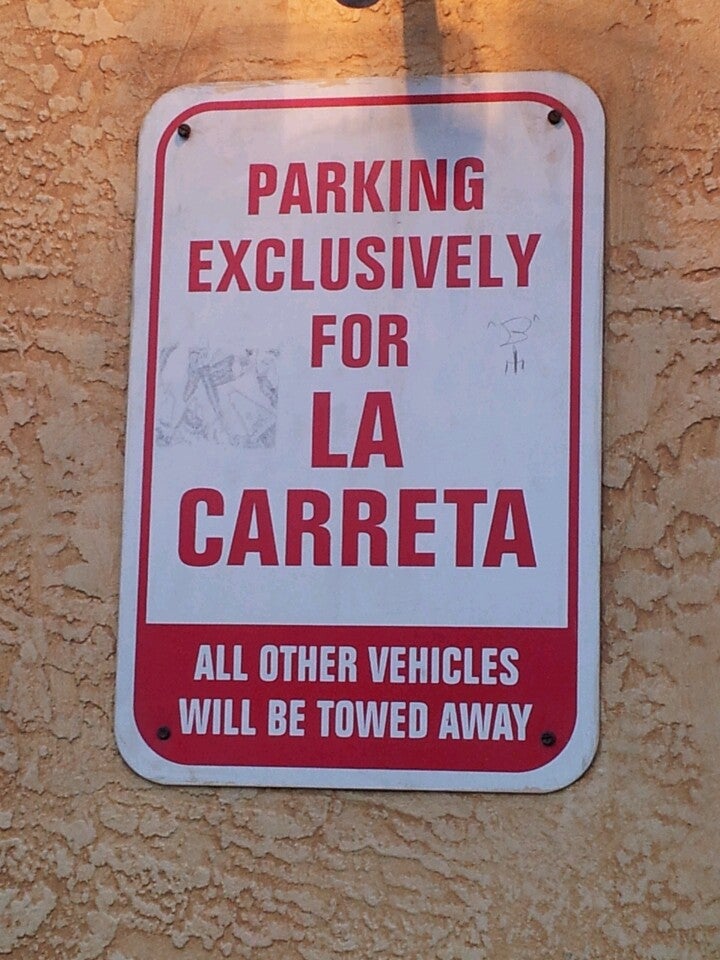 PARKING
EXCLUSIVELY
FOR
LA
CARRETA
ALL OTHER VEHICLES
WILL BE TOWED AWAY